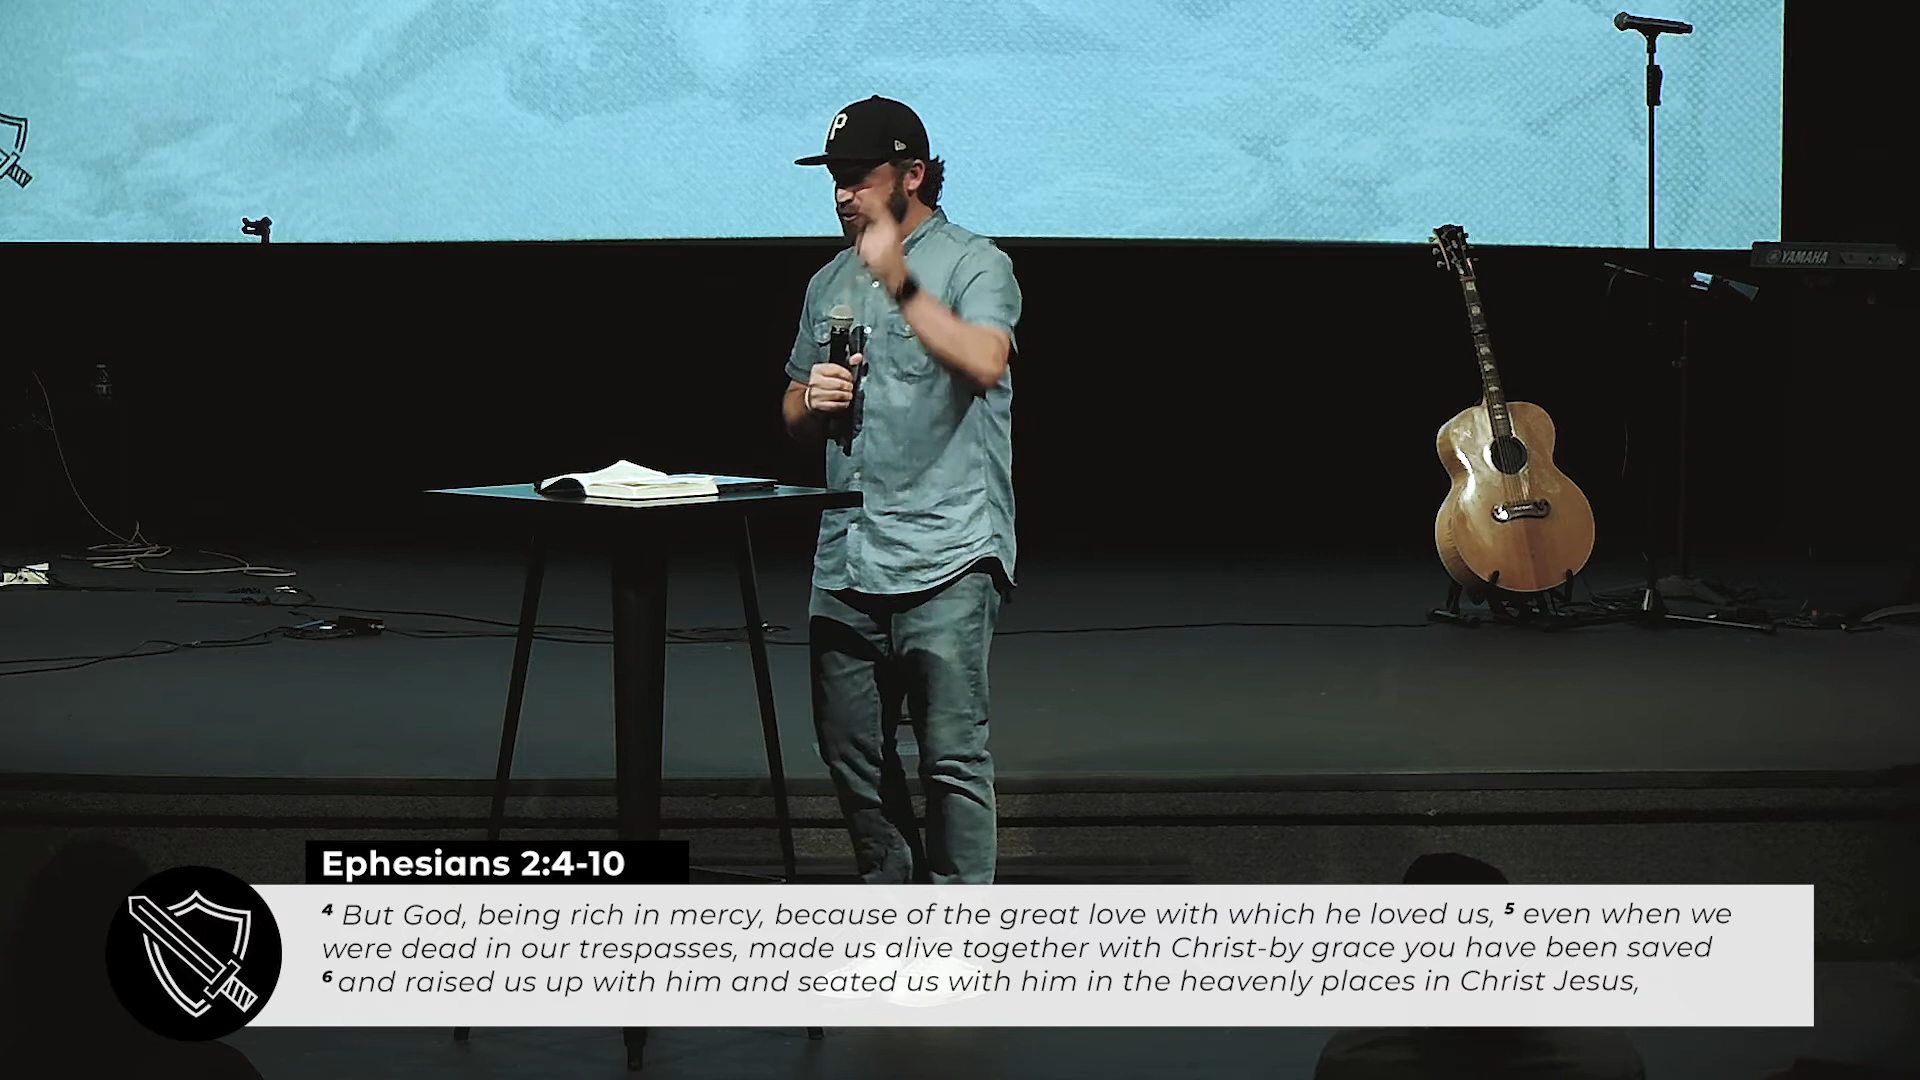 P
YAMAHA
Ephesians 2:4-10
4 But God, being rich in mercy, because of the great love with which he loved us, 5 even when we
were dead in our trespasses, made us alive together with Christ-by grace you have been saved
6 and raised us up with him and seated us with him in the heavenly places in Christ Jesus,